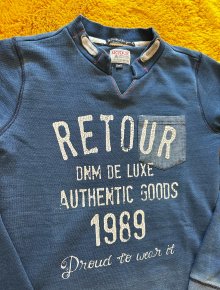 RETOUR
DNM DE LUXE
AUTHENTIC GOODS
1989
Proud to wear it